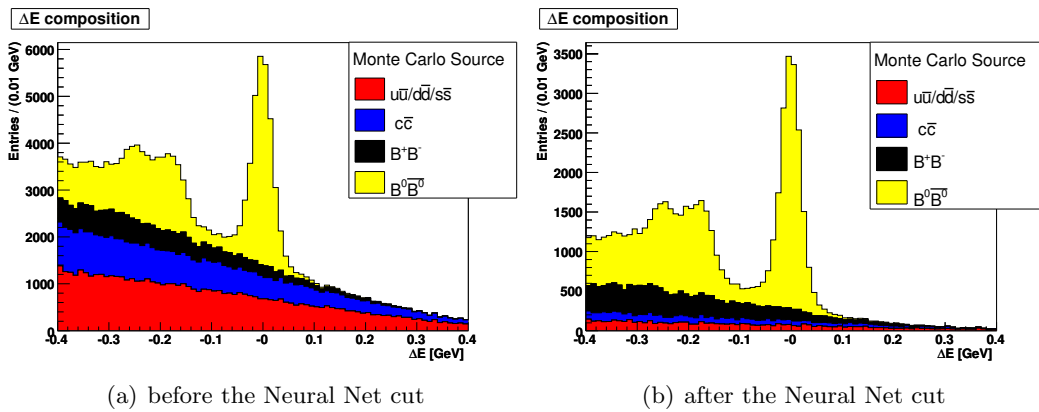 ΔE composition
Entries / (0.01 GeV)
6000
5000
4000
3000
2000
1000
0
-0.4 -0.3 -0.2 -0.1 -0 0.1 0.2 0.3 0.4
ΔE [GeV]
Monte Carlo Source
uu̅/dd̅/ss̅
cc̅
B⁺B⁻
B⁰B̅⁰
(a) before the Neural Net cut
ΔE composition
Entries / (0.01 GeV)
3500
3000
2500
2000
1500
1000
500
0
-0.4 -0.3 -0.2 -0.1 -0 0.1 0.2 0.3 0.4
ΔE [GeV]
Monte Carlo Source
uu̅/dd̅/ss̅
cc̅
B⁺B⁻
B⁰B̅⁰
(b) after the Neural Net cut